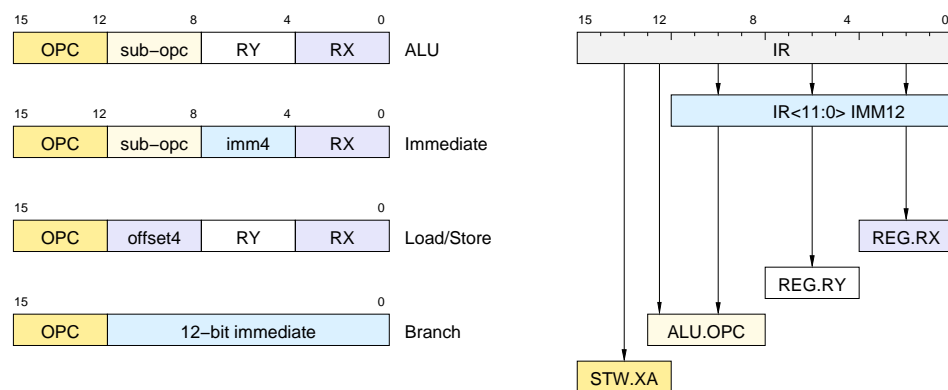 15 12 8 4 0
OPC sub-opc RY RX ALU
15 12 8 4 0
OPC sub-opc imm4 RX Immediate
15 0
OPC offset4 RY RX Load/Store
15 0
OPC 12-bit immediate Branch
15 12 8 4 0
IR
IR<11:0> IMM12
REG.RX
REG.RY
ALU.OPC
STW.XA